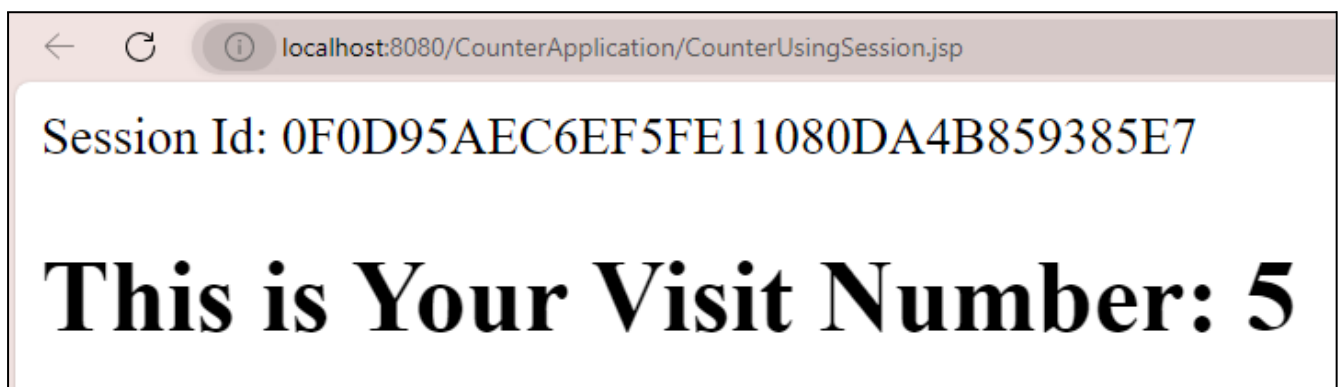 localhost:8080/CounterApplication/CounterUsingSession.jsp
Session Id: 0F0D95AEC6EF5FE11080DA4B859385E7
This is Your Visit Number: 5